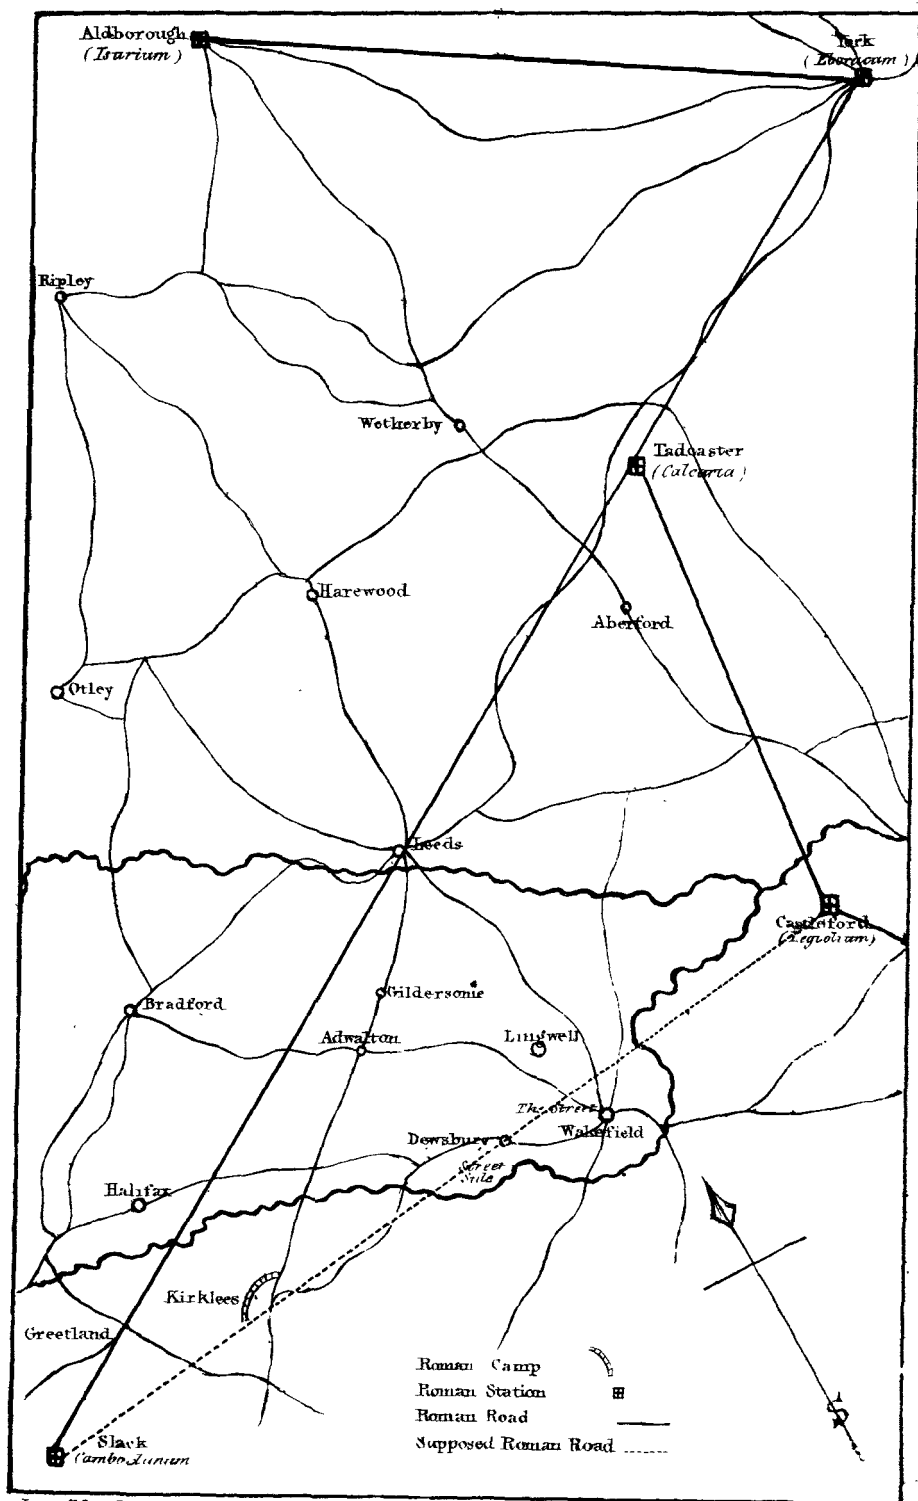 Aldborough
(Isurium)
York
(Eboracum)
Ripley
Wetherby
Tadcaster
(Calcaria)
Harewood
Aberford
Otley
Leeds
Castleford
(Legiolium)
Bradford
Gildersome
Adwalton
Lingwell
The Street
Wakefield
Dewsbury
Street
Side
Halifax
Kirklees
Greetland
Roman Camp
Roman Station
Roman Road
Supposed Roman Road
S
Slack
Cambodunum